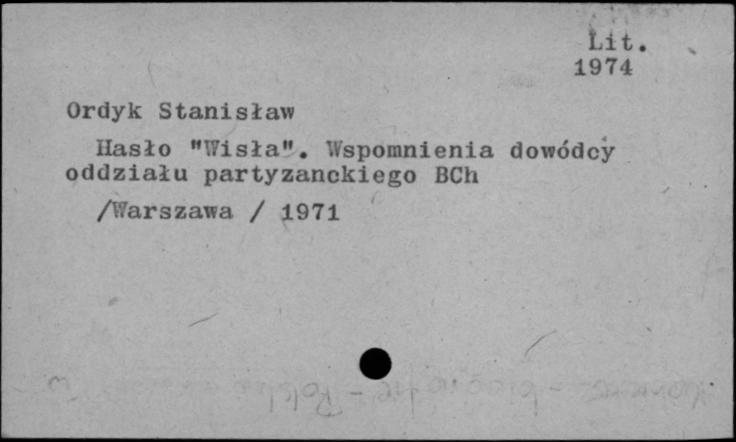 Lit.
1974
Ordyk Stanisław
Hasło "Wisła". Wspomnienia dowódcy
oddziału partyzanckiego BCh
/Warszawa / 1971